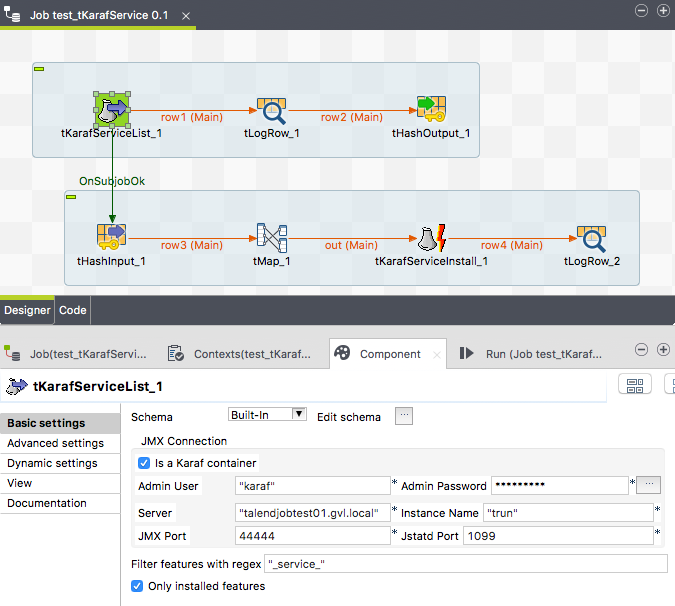 Job test_tKarafService 0.1
row1 (Main) row2 (Main)
tKarafServiceList_1 tLogRow_1 tHashOutput_1
OnSubjobOk
row3 (Main) out (Main) row4 (Main)
tHashInput_1 tMap_1 tKarafServiceInstall_1 tLogRow_2
Designer Code
Job(test_tKarafServi... Contexts(test_tKaraf... Component Run (Job test_tKaraf...
tKarafServiceList_1
Basic settings
Advanced settings
Dynamic settings
View
Documentation
Schema Built-In Edit schema ...
JMX Connection
Is a Karaf container
Admin User "karaf" * Admin Password ********* * ...
Server "talendjobtest01.gvl.local" * Instance Name "trun" *
JMX Port 44444 * Jstatd Port 1099 *
Filter features with regex "_service_"
Only installed features